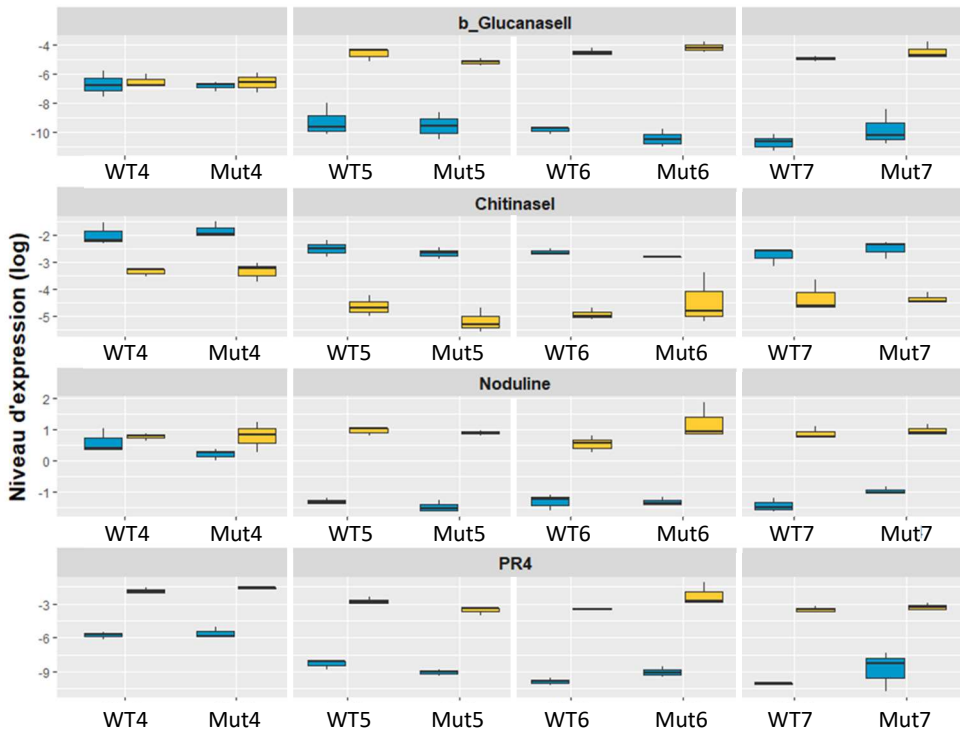 b_Glucanasell
-4
-6
-8
-10
WT4 Mut4 WT5 Mut5 WT6 Mut6 WT7 Mut7
Chitinasel
-2
-3
-4
-5
WT4 Mut4 WT5 Mut5 WT6 Mut6 WT7 Mut7
Niveau d'expression (log)
Noduline
2
1
0
-1
WT4 Mut4 WT5 Mut5 WT6 Mut6 WT7 Mut7
PR4
-3
-6
-9
WT4 Mut4 WT5 Mut5 WT6 Mut6 WT7 Mut7